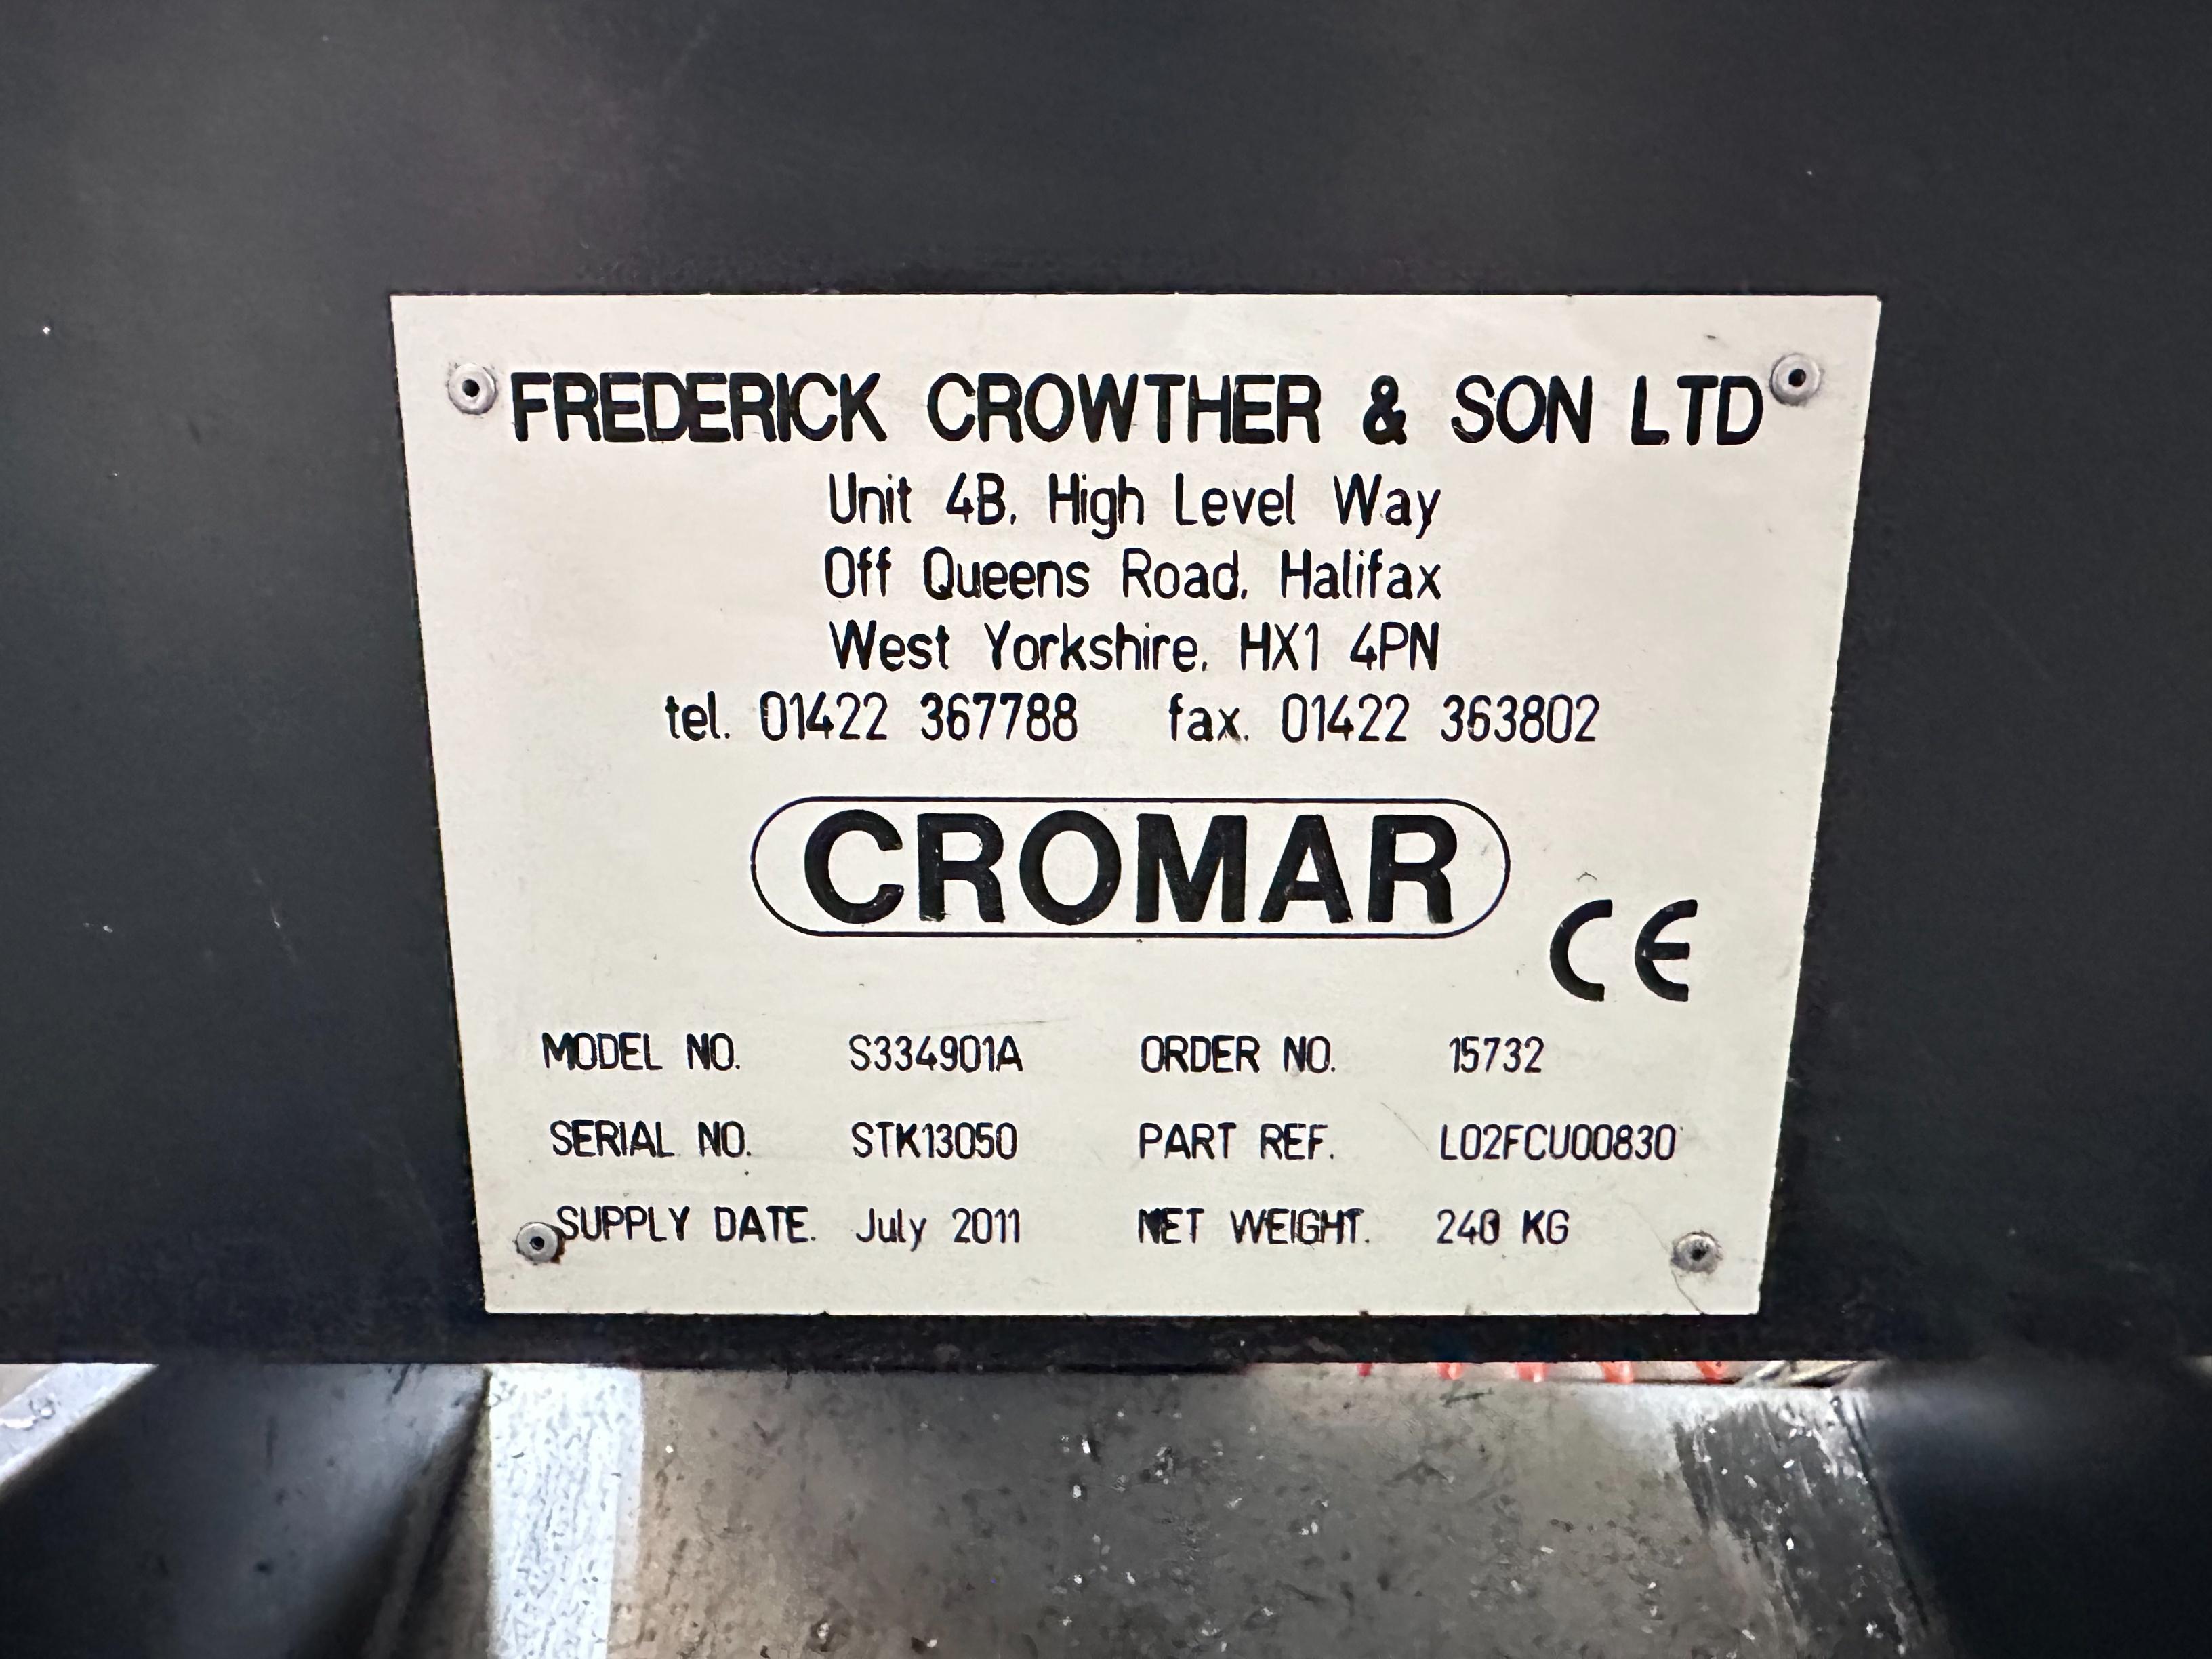 FREDERICK CROWTHER & SON LTD
Unit 4B, High Level Way
Off Queens Road, Halifax
West Yorkshire, HX1 4PN
tel. 01422 367788 fax. 01422 363802
CROMAR
CE
MODEL NO. S334901A ORDER NO. 15732
SERIAL NO. STK13050 PART REF. L02FCU00830
SUPPLY DATE. July 2011 NET WEIGHT. 240 KG